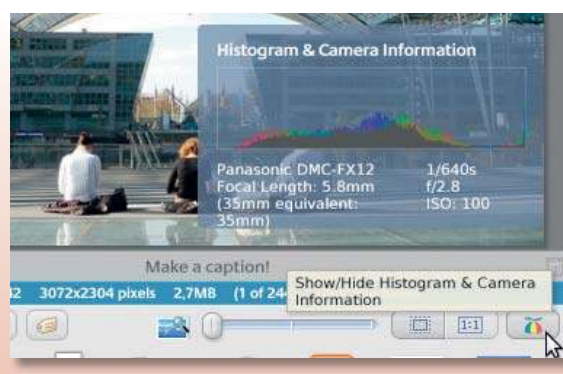 Histogram & Camera Information
Panasonic DMC-FX12 1/640s
Focal Length: 5.8mm f/2.8
(35mm equivalent: ISO: 100
35mm)
Make a caption!
Show/Hide Histogram & Camera
Information
3072x2304 pixels 2,7MB (1 of 24
1:1